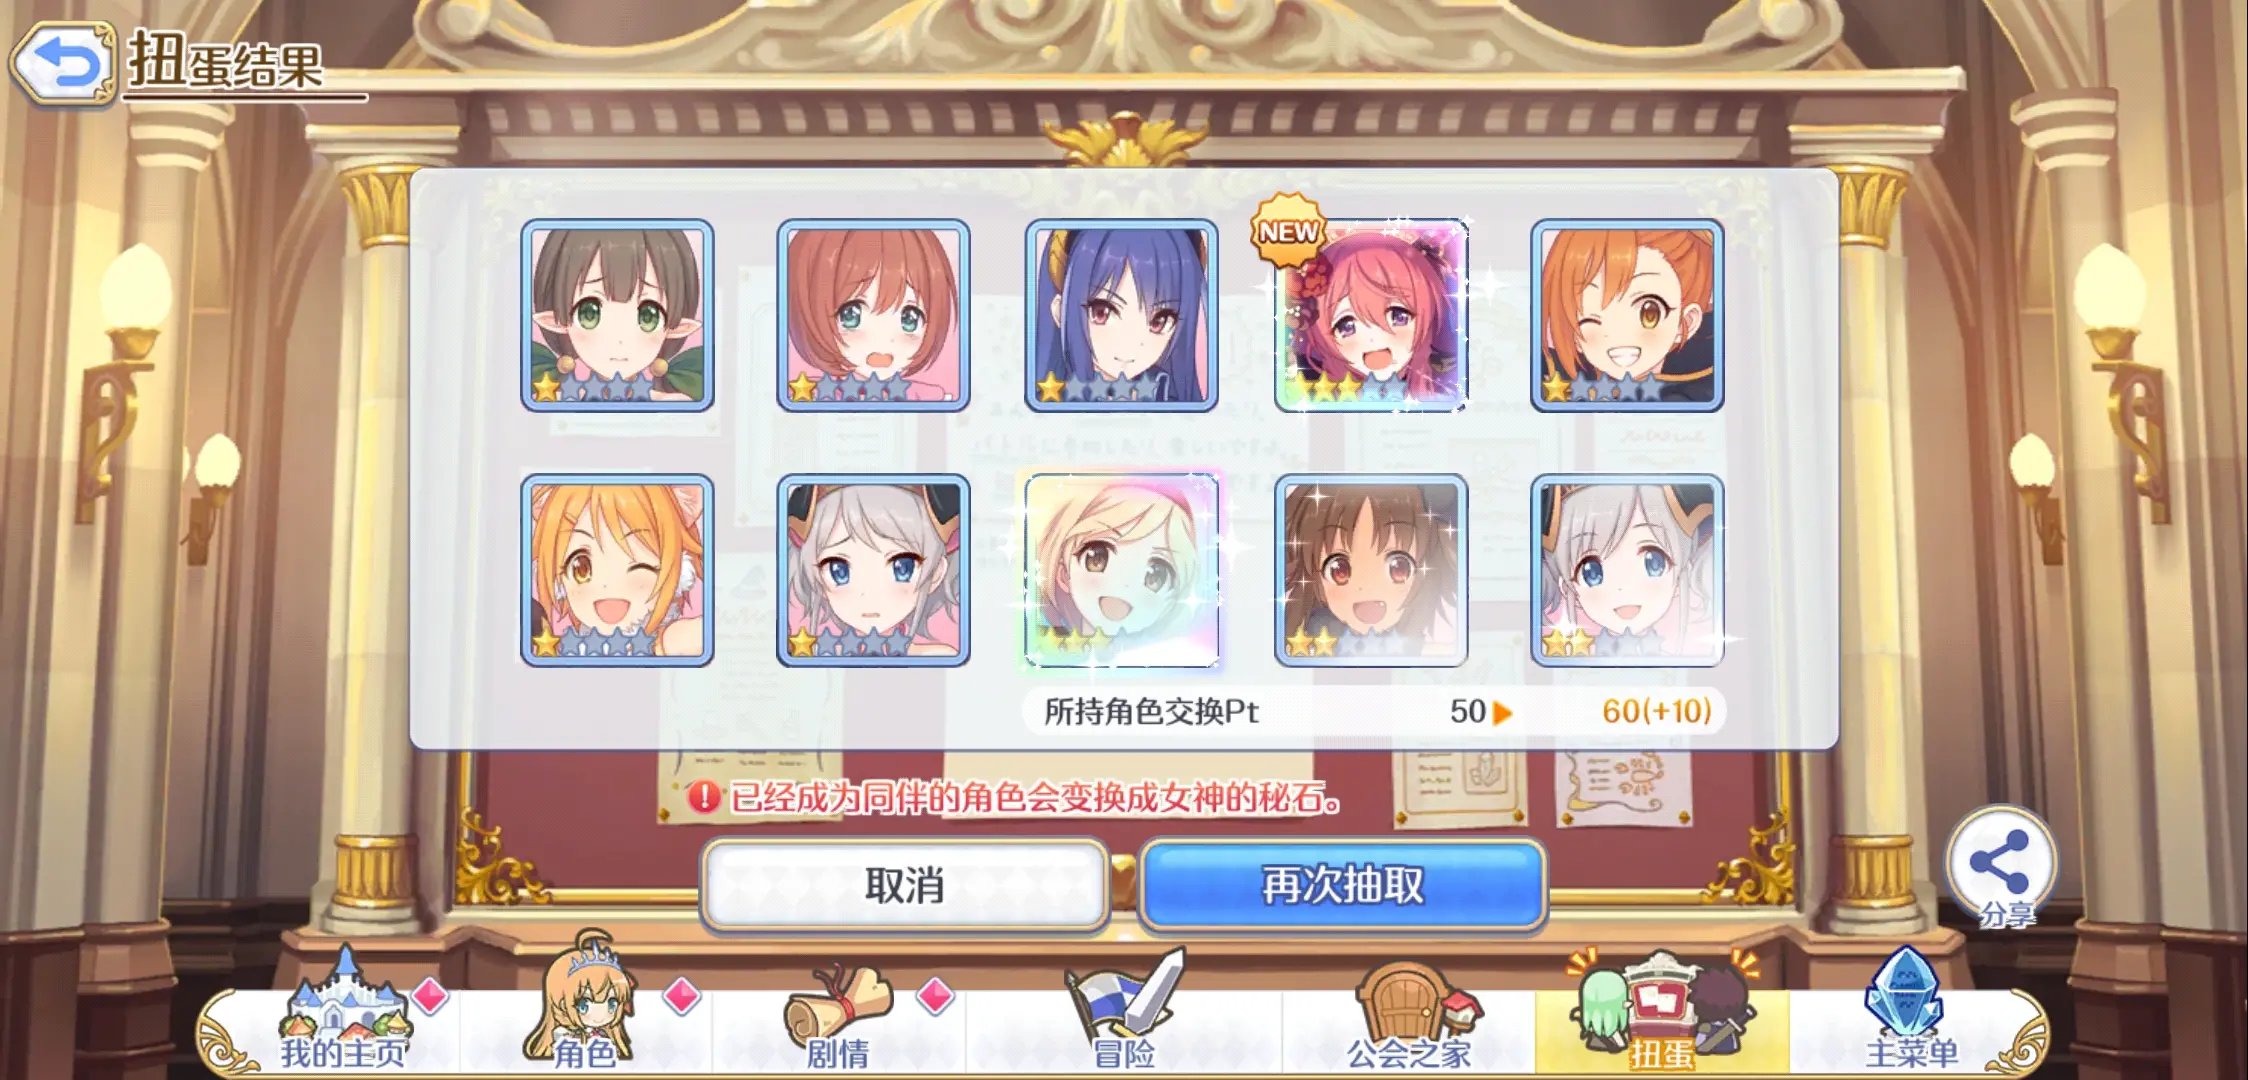 扭蛋结果
NEW
所持角色交换Pt 50 60(+10)
已经成为同伴的角色会变换成女神的秘石。
取消
再次抽取
分享
我的主页
角色
剧情
冒险
公会之家
扭蛋
主菜单